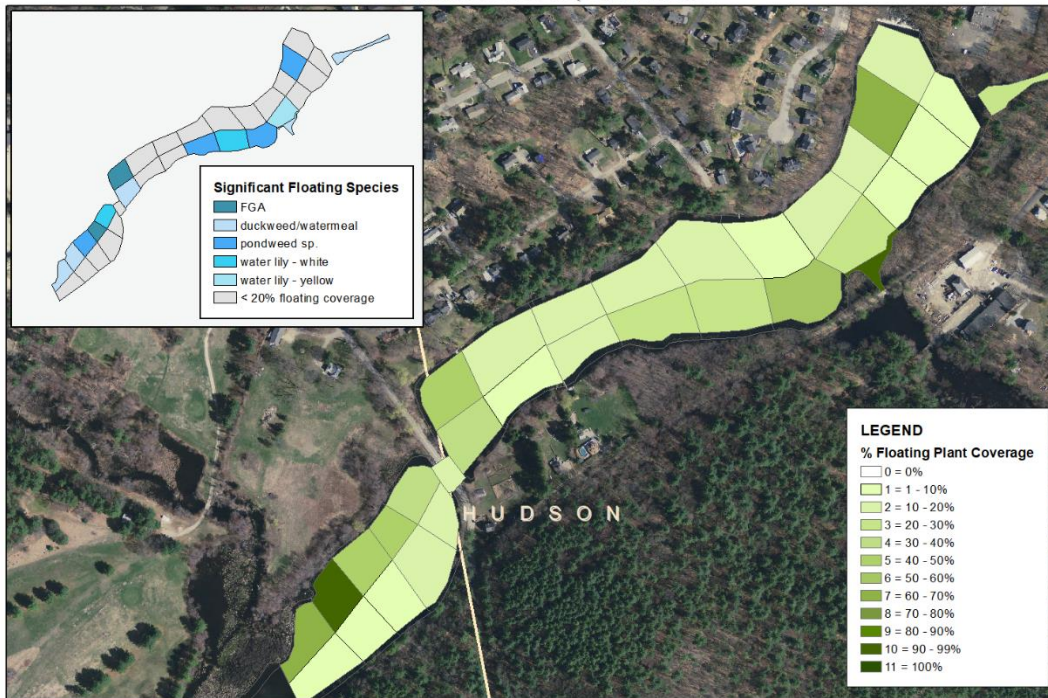 Significant Floating Species
FGA
duckweed/watermeal
pondweed sp.
water lily - white
water lily - yellow
< 20% floating coverage
HUDSON
LEGEND
% Floating Plant Coverage
0 = 0%
1 = 1 - 10%
2 = 10 - 20%
3 = 20 - 30%
4 = 30 - 40%
5 = 40 - 50%
6 = 50 - 60%
7 = 60 - 70%
8 = 70 - 80%
9 = 80 - 90%
10 = 90 - 99%
11 = 100%